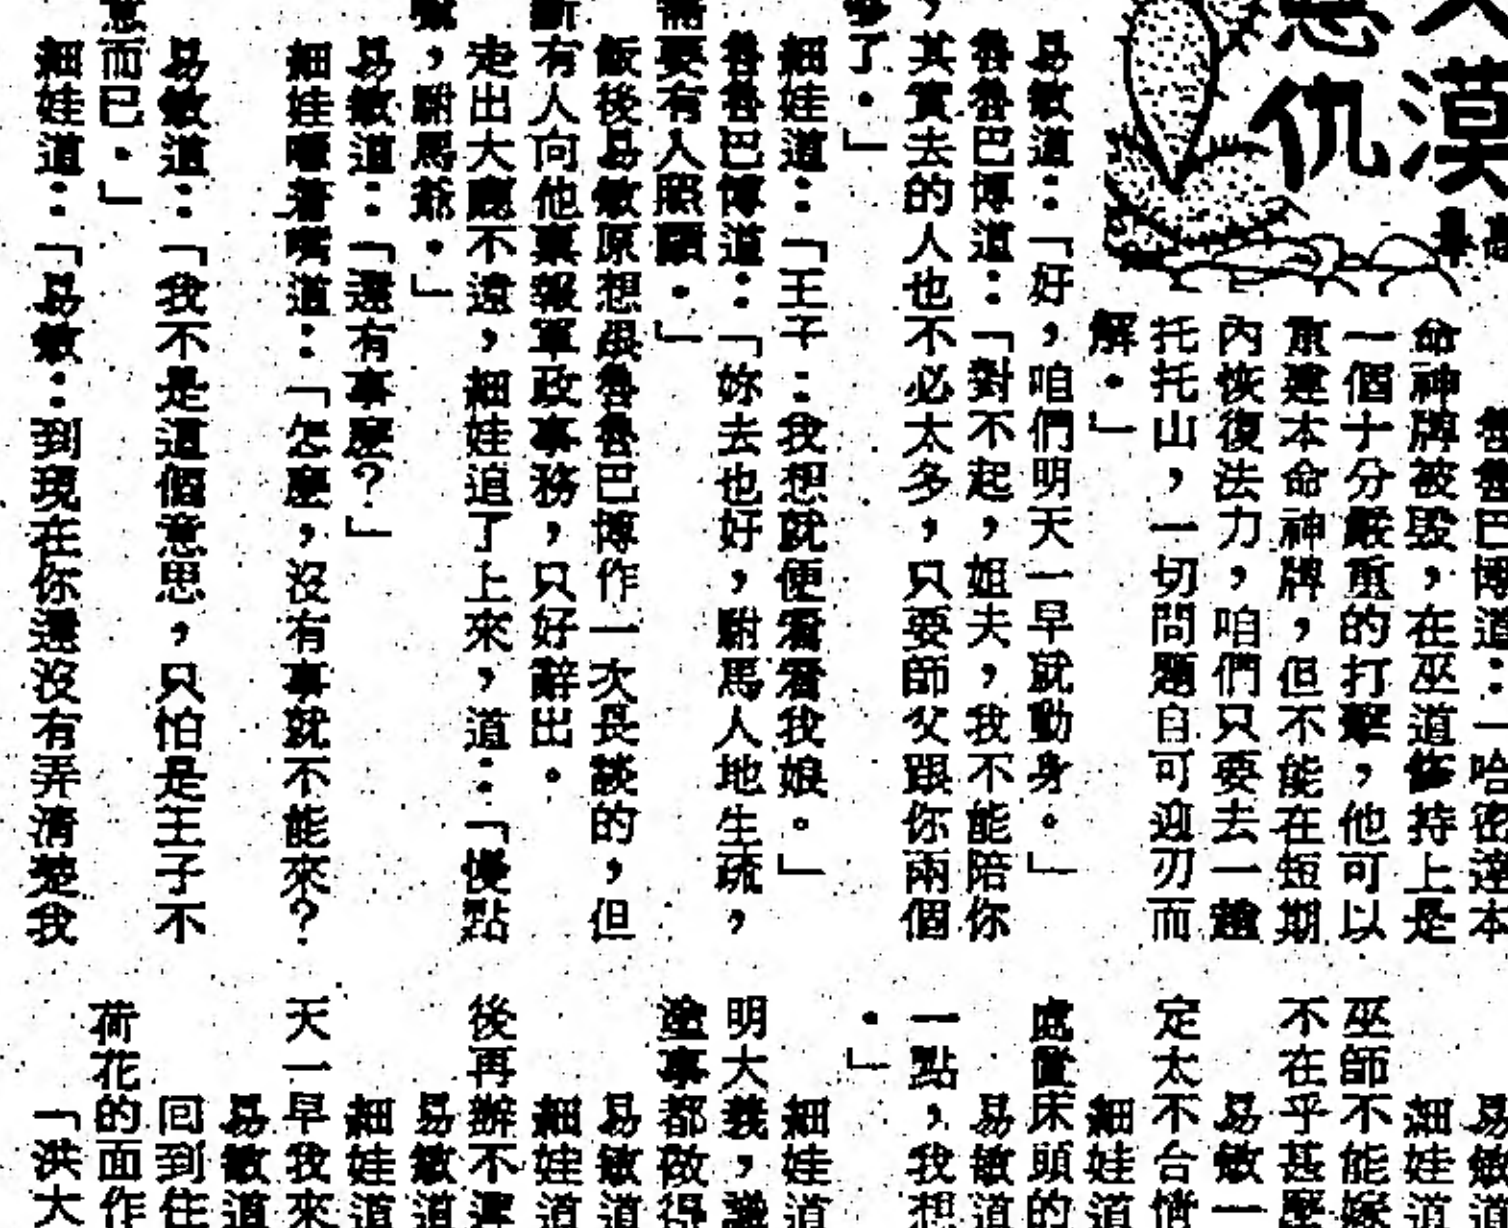 大漠
恩仇
魯魯巴博道：「哈密達本
命神牌被毀，在巫道修持上是
一個十分嚴重的打擊，他可以
重建本命神牌，但不能在短期
內恢復法力，咱們只要去一趟
托托山，一切問題自可迎刃而
解。」
易敏道：「好，咱們明天一早就動身。」
魯魯巴博道：「對不起，姐夫，我不能陪你
，其實去的人也不必太多，只要師父跟你兩個
了。」
細娃道：「王子：我想就便看看我娘。」
魯魯巴博道：「妳去也好，駙馬人地生疏，
需要有人照顧。」
飯後易敏原想跟魯魯巴博作一次長談的，但
斷有人向他稟報軍政事務，只好辭出。
走出大廳不遠，細娃追了上來，道：「慢點
，駙馬爺。」
易敏道：「還有事麼？」
細娃嘟着嘴道：「怎麼，沒有事就不能來？
易敏道：「我不是這個意思，只怕是王子不
意而已。」
細娃道：「易敏：到現在你還沒有弄清楚我
易敏道
細娃道
巫師不能嫁
不在乎甚麼
易敏一
定太不合情
細娃道
處置床頭的
易敏道
一點，我想
。」
細娃道
明大義，議
塗事都做得
易敏道
細娃道
後再辦不遲
易敏道
細娃道
天一早我來
易敏道
回到住
荷花的面作
「洪大